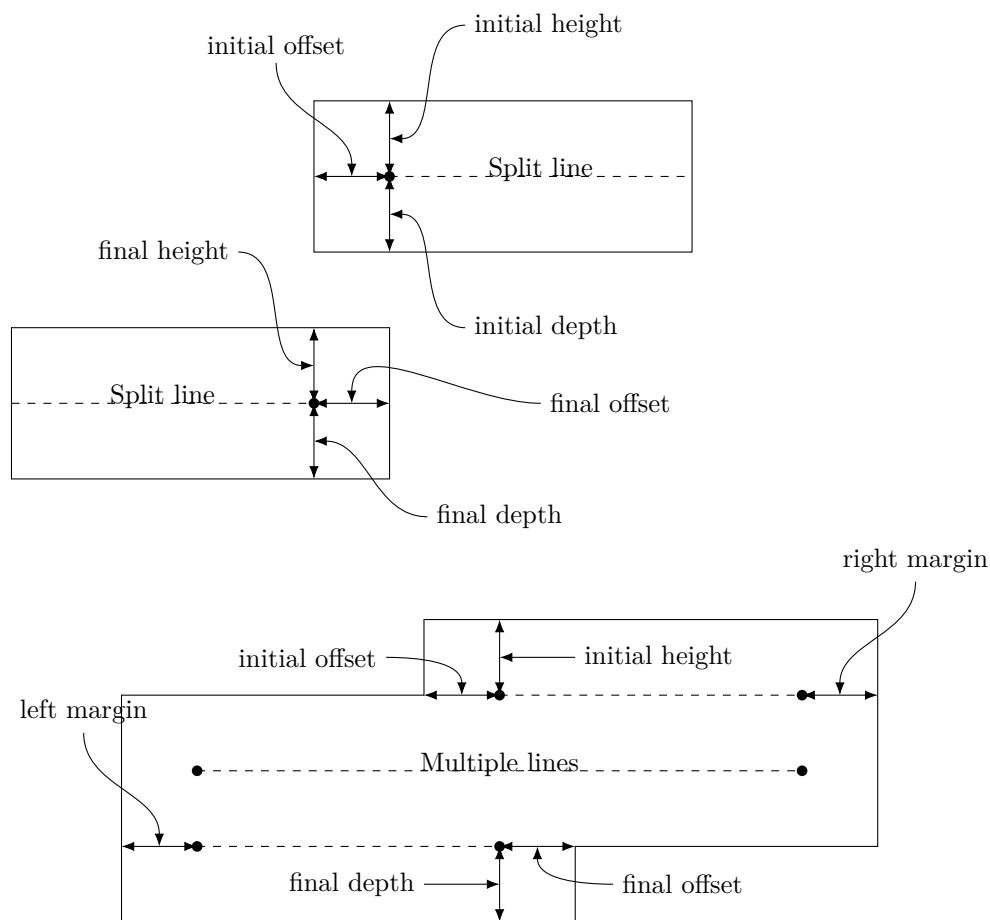 initial height
initial offset
Split line
final height
initial depth
Split line
final offset
final depth
right margin
initial offset
initial height
left margin
Multiple lines
final depth
final offset